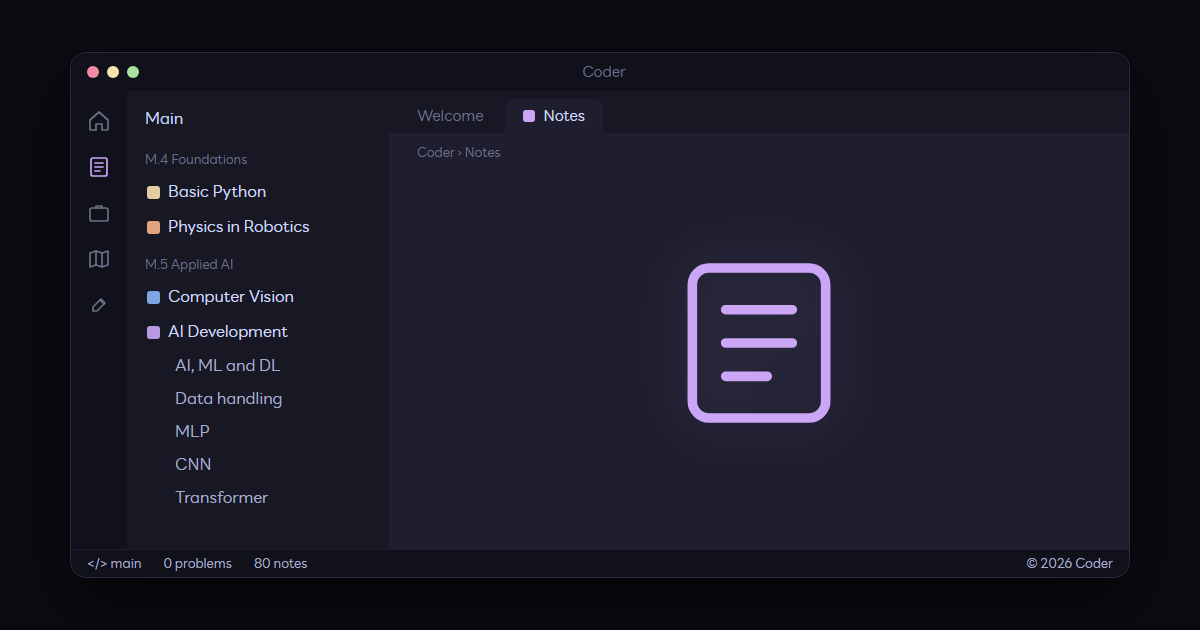 Coder
Main
M.4 Foundations
Basic Python
Physics in Robotics
M.5 Applied AI
Computer Vision
AI Development
AI, ML and DL
Data handling
MLP
CNN
Transformer
Welcome
Notes
Coder › Notes
</> main
0 problems
80 notes
© 2026 Coder